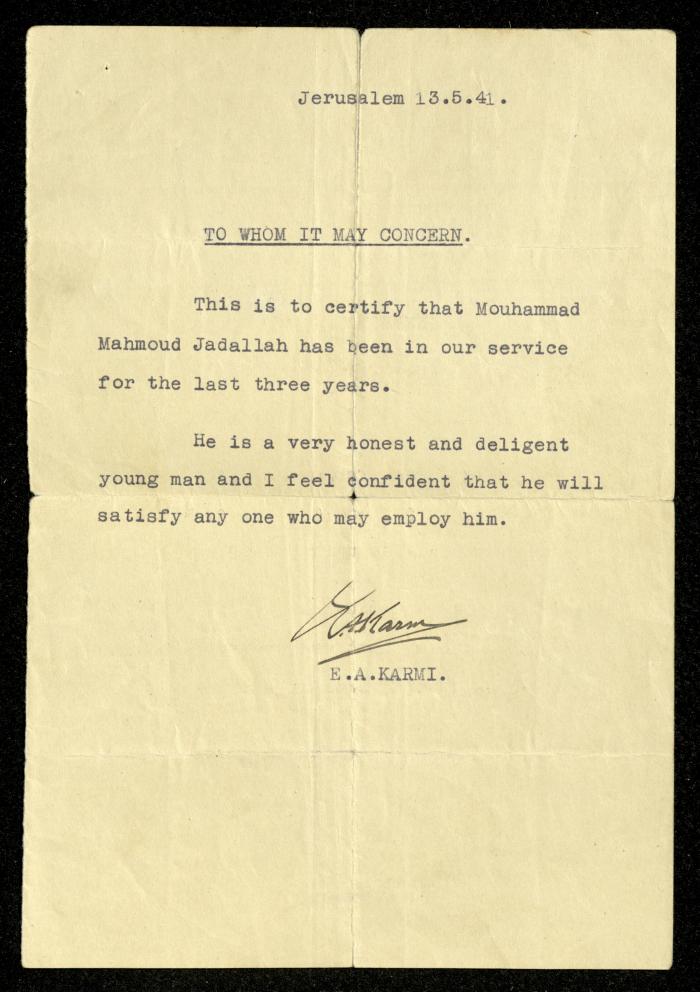 Jerusalem 13.5.41.
TO WHOM IT MAY CONCERN.
This is to certify that Mouhammad
Mahmoud Jadallah has been in our service
for the last three years.
He is a very honest and deligent
young man and I feel confident that he will
satisfy any one who may employ him.
E.A.Karmi
E.A.KARMI.